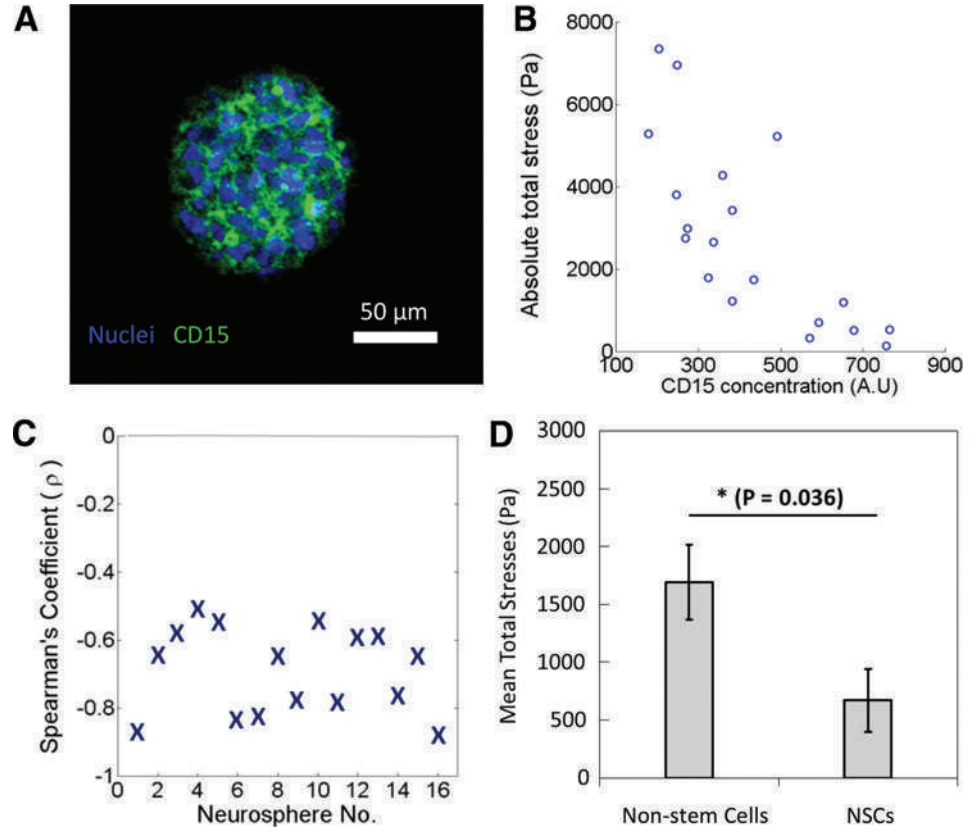 A
Nuclei CD15
50 μm
B
Absolute total stress (Pa)
8000
6000
4000
2000
0
100 300 500 700 900
CD15 concentration (A.U)
C
Spearman's Coefficient (ρ)
0
-0.2
-0.4
-0.6
-0.8
-1
0 2 4 6 8 10 12 14 16
Neurosphere No.
D
Mean Total Stresses (Pa)
3000
2500
2000
1500
1000
500
0
* (P = 0.036)
Non-stem Cells NSCs